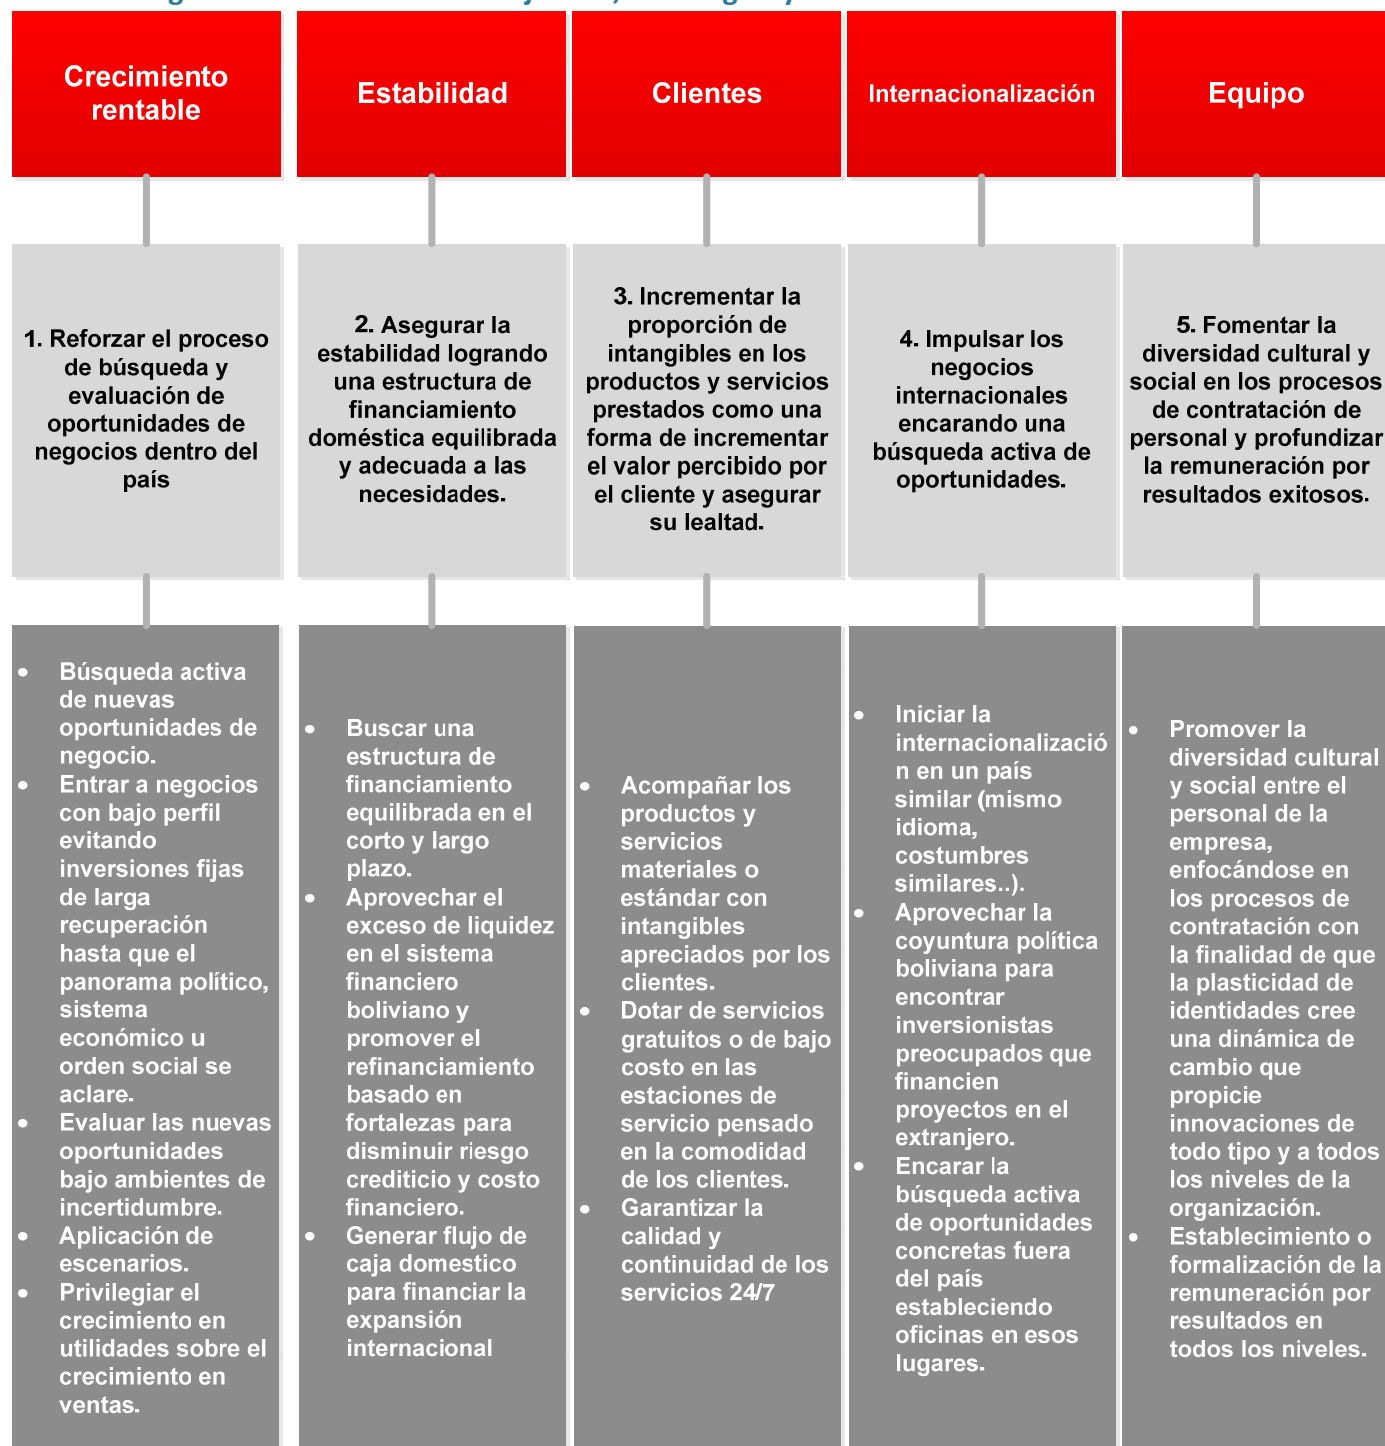 Crecimiento
rentable
Estabilidad
Clientes
Internacionalización
Equipo
1. Reforzar el proceso
de búsqueda y
evaluación de
oportunidades de
negocios dentro del
país
2. Asegurar la
estabilidad logrando
una estructura de
financiamiento
doméstica equilibrada
y adecuada a las
necesidades.
3. Incrementar la
proporción de
intangibles en los
productos y servicios
prestados como una
forma de incrementar
el valor percibido por
el cliente y asegurar
su lealtad.
4. Impulsar los
negocios
internacionales
encarando una
búsqueda activa de
oportunidades.
5. Fomentar la
diversidad cultural y
social en los procesos
de contratación de
personal y profundizar
la remuneración por
resultados exitosos.
• Búsqueda activa
de nuevas
oportunidades de
negocio.
• Entrar a negocios
con bajo perfil
evitando
inversiones fijas
de larga
recuperación
hasta que el
panorama político,
sistema
económico u
orden social se
aclare.
• Evaluar las nuevas
oportunidades
bajo ambientes de
incertidumbre.
• Aplicación de
escenarios.
• Privilegiar el
crecimiento en
utilidades sobre el
crecimiento en
ventas.
• Buscar una
estructura de
financiamiento
equilibrada en el
corto y largo
plazo.
• Aprovechar el
exceso de liquidez
en el sistema
financiero
boliviano y
promover el
refinanciamiento
basado en
fortalezas para
disminuir riesgo
crediticio y costo
financiero.
• Generar flujo de
caja domestico
para financiar la
expansión
internacional
• Acompañar los
productos y
servicios
materiales o
estándar con
intangibles
apreciados por los
clientes.
• Dotar de servicios
gratuitos o de bajo
costo en las
estaciones de
servicio pensado
en la comodidad
de los clientes.
• Garantizar la
calidad y
continuidad de los
servicios 24/7
• Iniciar la
internacionalizació
n en un país
similar (mismo
idioma,
costumbres
similares..).
• Aprovechar la
coyuntura política
boliviana para
encontrar
inversionistas
preocupados que
financien
proyectos en el
extranjero.
• Encarar la
búsqueda activa
de oportunidades
concretas fuera
del país
estableciendo
oficinas en esos
lugares.
• Promover la
diversidad cultural
y social entre el
personal de la
empresa,
enfocándose en
los procesos de
contratación con
la finalidad de que
la plasticidad de
identidades cree
una dinámica de
cambio que
propicie
innovaciones de
todo tipo y a todos
los niveles de la
organización.
• Establecimiento o
formalización de la
remuneración por
resultados en
todos los niveles.